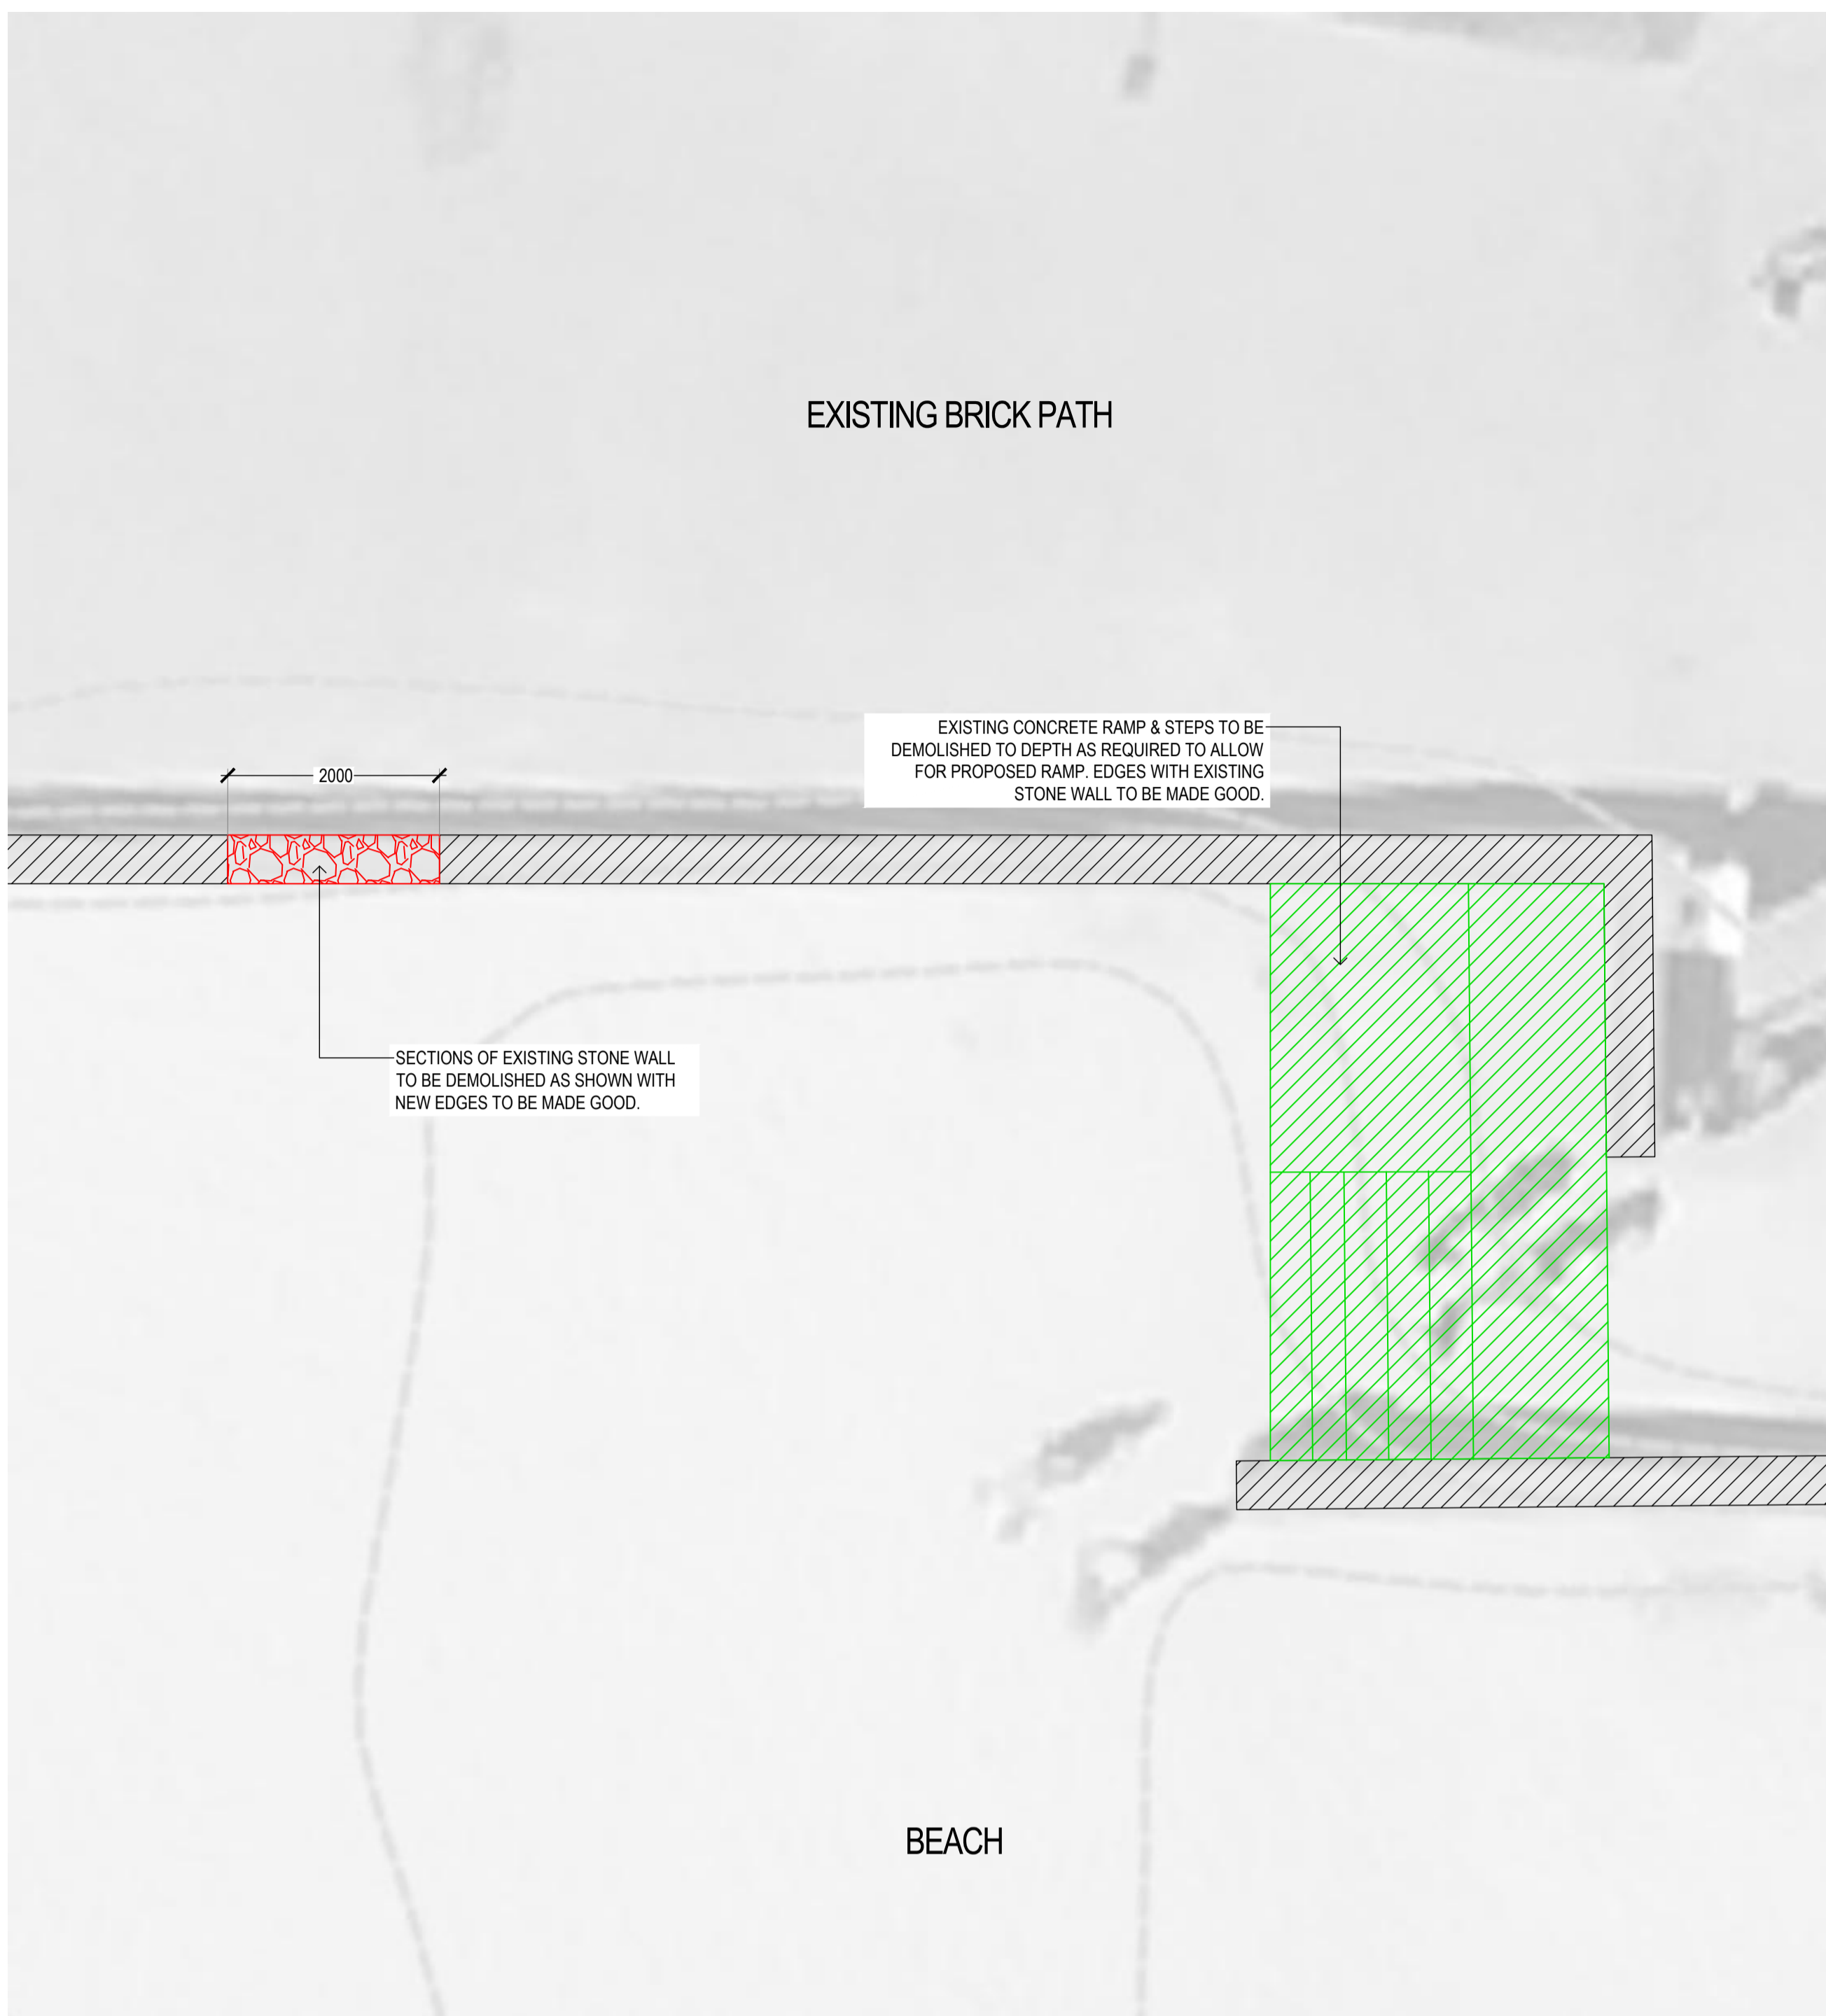 EXISTING BRICK PATH
EXISTING CONCRETE RAMP & STEPS TO BE
DEMOLISHED TO DEPTH AS REQUIRED TO ALLOW
FOR PROPOSED RAMP. EDGES WITH EXISTING
STONE WALL TO BE MADE GOOD.
2000
SECTIONS OF EXISTING STONE WALL
TO BE DEMOLISHED AS SHOWN WITH
NEW EDGES TO BE MADE GOOD.
BEACH